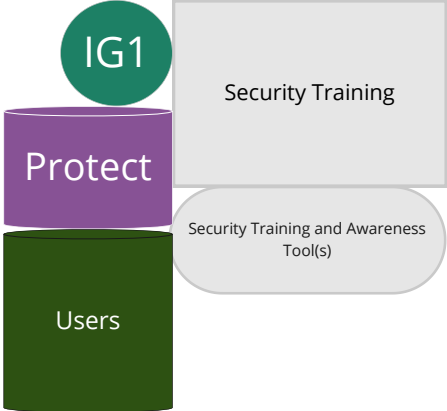 IG1
Security Training
Protect
Security Training and Awareness
Tool(s)
Users